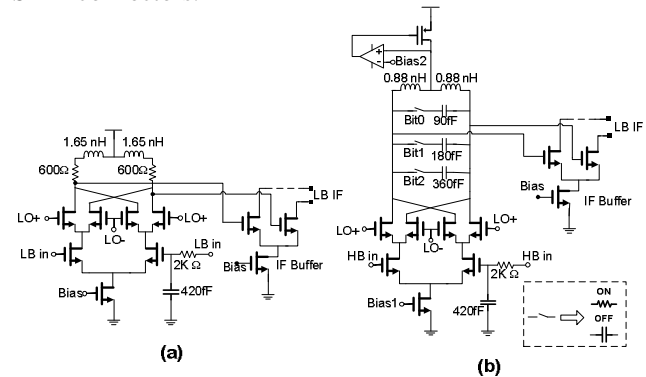 Bias2
0.88 nH 0.88 nH
Bit0 90fF
Bit1 180fF
Bit2 360fF
LB IF
Bias
IF Buffer
LO+
LO-
LO+
HB in
HB in
2K Ω
Bias1
420fF
ON
OFF
(b)
1.65 nH 1.65 nH
600Ω
600Ω
LB IF
LO+
LO-
LO+
LB in
LB in
2K Ω
Bias
IF Buffer
Bias
420fF
(a)